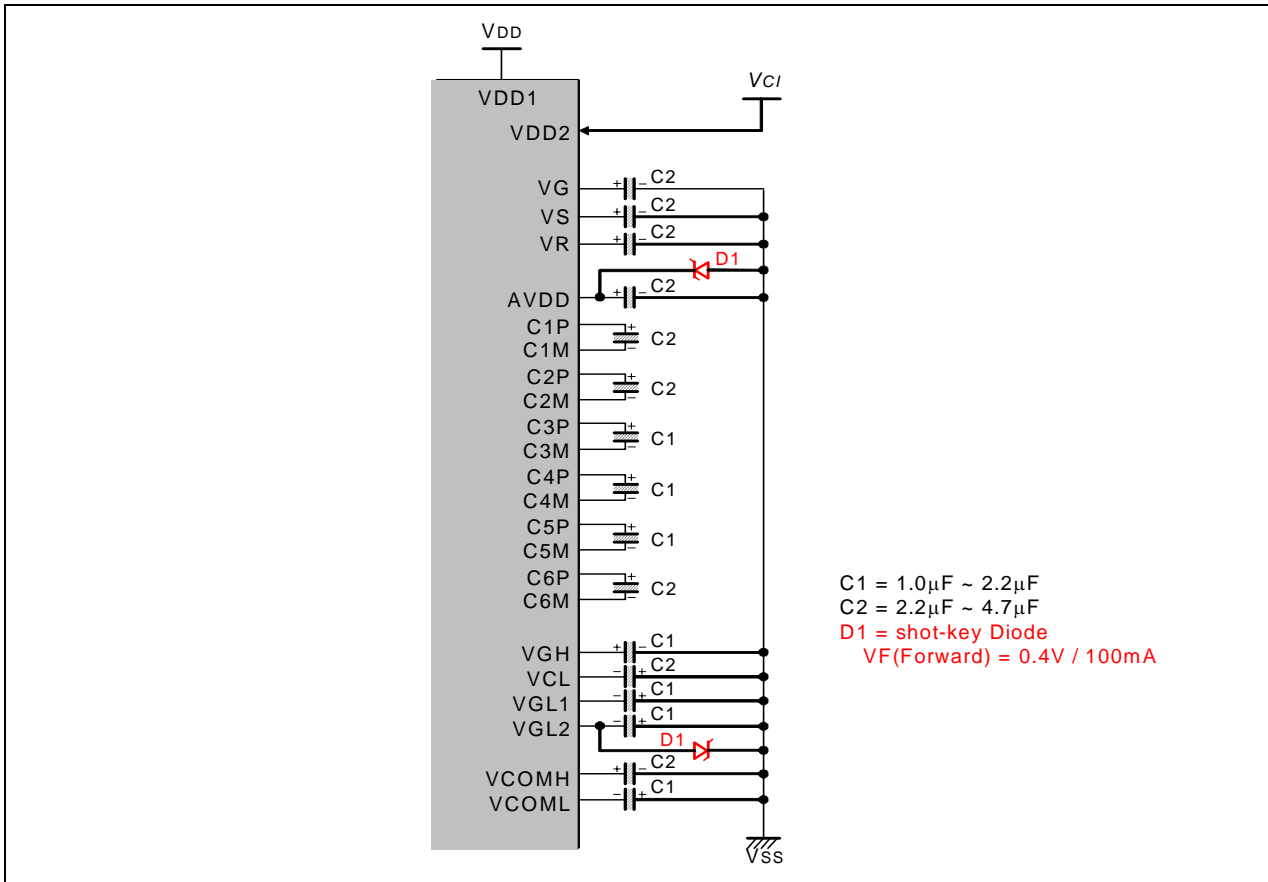 VDD
VCI
VDD1
VDD2
VG + − C2
VS + − C2
VR + − C2
D1
AVDD + − C2
C1P +
C1M − C2
C2P +
C2M − C2
C3P +
C3M − C1
C4P +
C4M − C1
C5P +
C5M − C1
C6P +
C6M − C2
C1 = 1.0μF ~ 2.2μF
C2 = 2.2μF ~ 4.7μF
D1 = shot-key Diode
VF(Forward) = 0.4V / 100mA
VGH + − C1
VCL − + C2
VGL1 − + C1
VGL2 − + C1
D1
VCOMH + − C2
VCOML − + C1
VSS